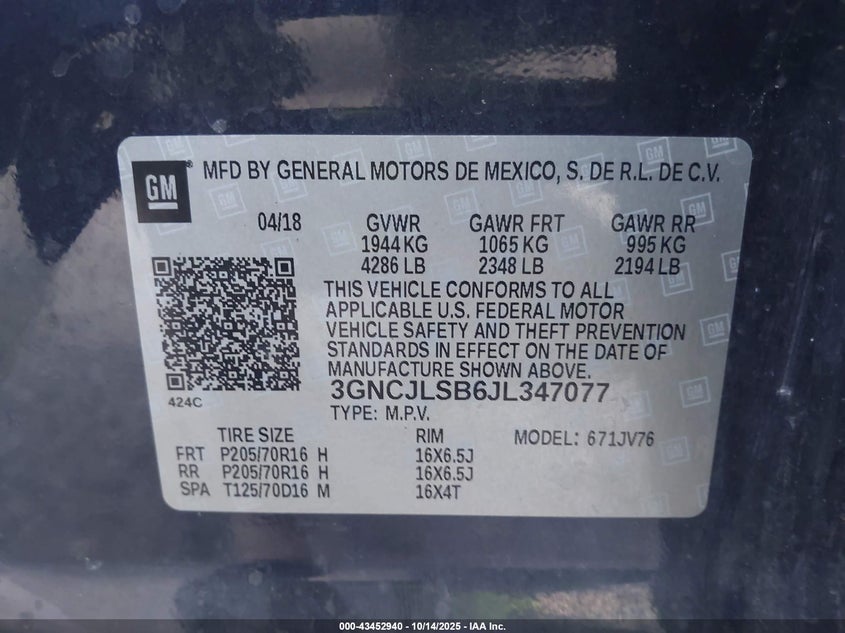 GM ® MFD BY GENERAL MOTORS DE MEXICO, S. DE R.L. DE C.V.
04/18 GVWR GAWR FRT GAWR RR
1944 KG 1065 KG 995 KG
4286 LB 2348 LB 2194 LB
THIS VEHICLE CONFORMS TO ALL
APPLICABLE U.S. FEDERAL MOTOR
VEHICLE SAFETY AND THEFT PREVENTION
STANDARDS IN EFFECT ON THE DATE OF
MANUFACTURE SHOWN ABOVE.
424C 3GNCJLSB6JL347077
TYPE: M.P.V.
TIRE SIZE RIM MODEL: 671JV76
FRT P205/70R16 H 16X6.5J
RR P205/70R16 H 16X6.5J
SPA T125/70D16 M 16X4T
000-43452940 - 10/14/2025 - IAA Inc.